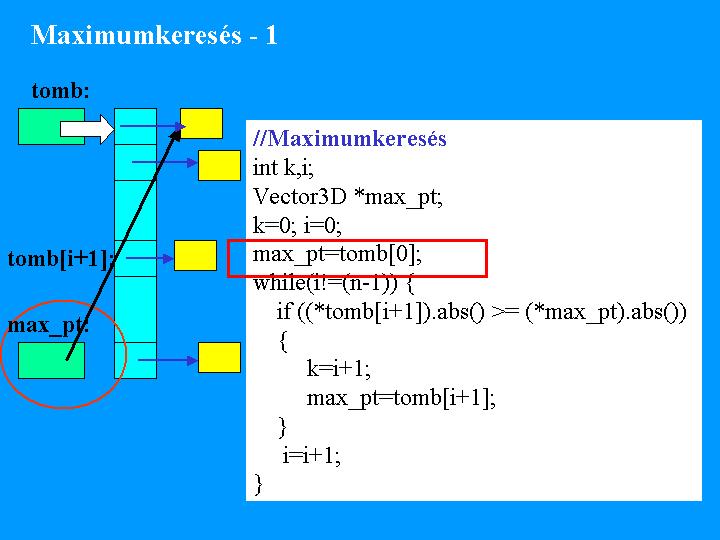 Maximumkeresés - 1
tomb:
tomb[i+1]:
max_pt:
//Maximumkeresés
int k,i;
Vector3D *max_pt;
k=0; i=0;
max_pt=tomb[0];
while(i!=(n-1)) {
if ((*tomb[i+1]).abs() >= (*max_pt).abs())
{
k=i+1;
max_pt=tomb[i+1];
}
i=i+1;
}